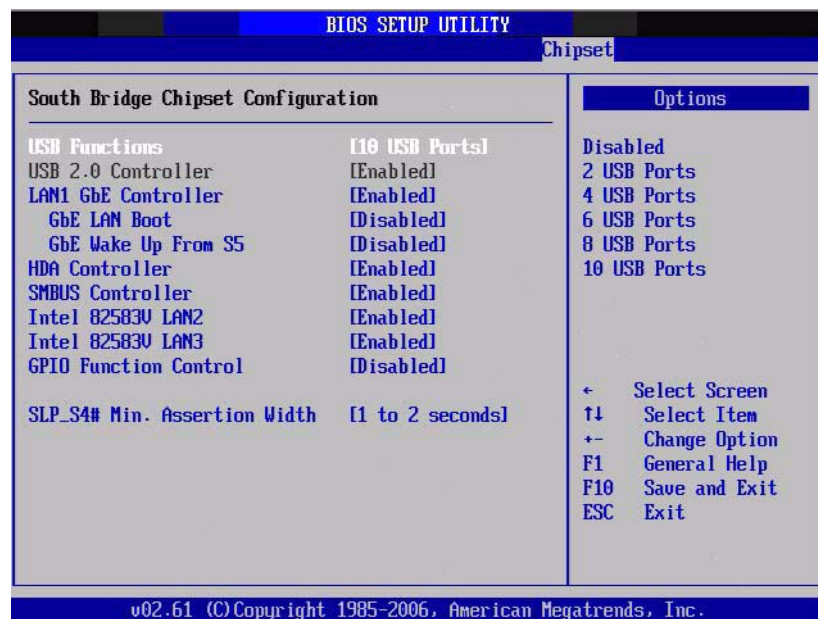 BIOS SETUP UTILITY
Chipset
South Bridge Chipset Configuration
USB Functions [10 USB Ports]
USB 2.0 Controller [Enabled]
LAN1 GbE Controller [Enabled]
GbE LAN Boot [Disabled]
GbE Wake Up From S5 [Disabled]
HDA Controller [Enabled]
SMBUS Controller [Enabled]
Intel 82583V LAN2 [Enabled]
Intel 82583V LAN3 [Enabled]
GPIO Function Control [Disabled]
SLP_S4# Min. Assertion Width [1 to 2 seconds]
Options
Disabled
2 USB Ports
4 USB Ports
6 USB Ports
8 USB Ports
10 USB Ports
← Select Screen
↑↓ Select Item
+- Change Option
F1 General Help
F10 Save and Exit
ESC Exit
v02.61 (C)Copyright 1985-2006, American Megatrends, Inc.